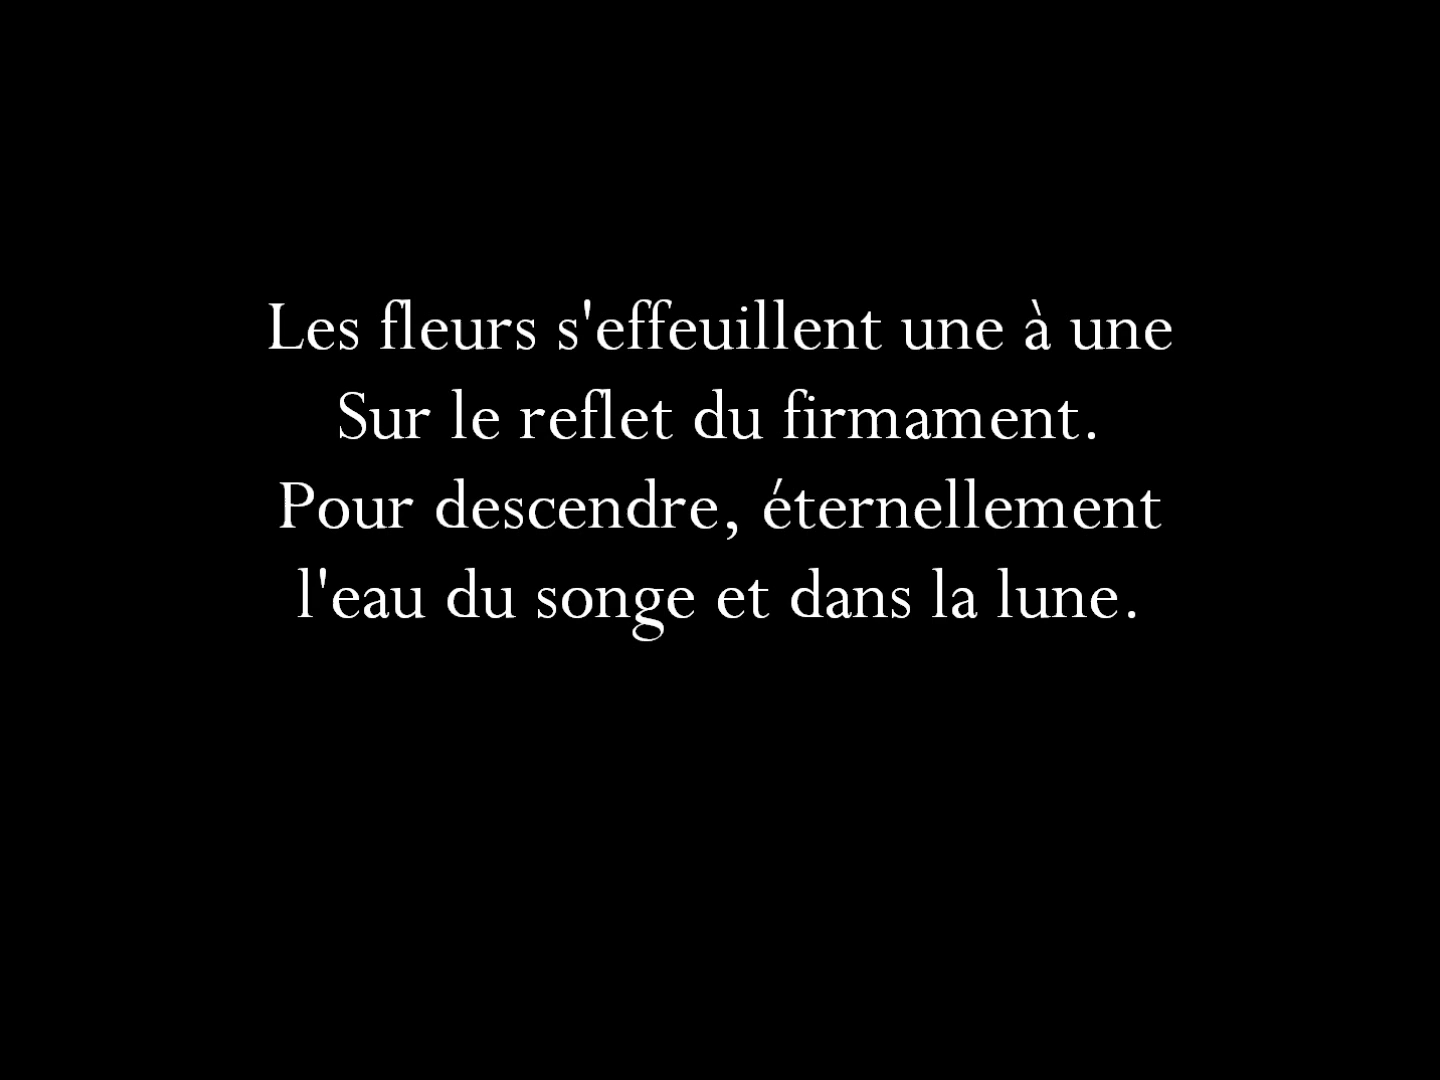 Les fleurs s'effeuillent une à une
Sur le reflet du firmament.
Pour descendre, éternellement
l'eau du songe et dans la lune.